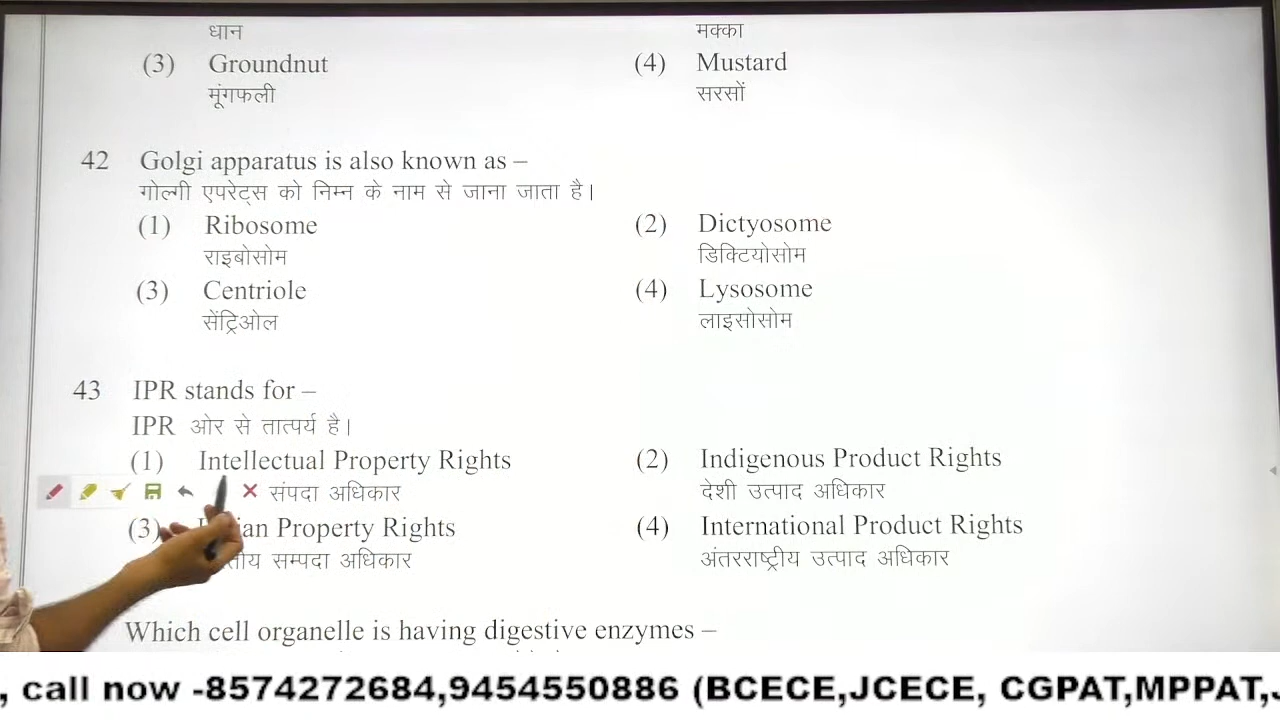 धान मक्का
(3) Groundnut (4) Mustard
मूंगफली सरसों
42 Golgi apparatus is also known as –
गोल्गी एपरेट्स को निम्न के नाम से जाना जाता है।
(1) Ribosome (2) Dictyosome
राइबोसोम डिक्टियोसोम
(3) Centriole (4) Lysosome
सेंट्रिओल लाइसोसोम
43 IPR stands for –
IPR ओर से तात्पर्य है।
(1) Intellectual Property Rights (2) Indigenous Product Rights
संपदा अधिकार देशी उत्पाद अधिकार
(3) Property Rights (4) International Product Rights
सम्पदा अधिकार अंतरराष्ट्रीय उत्पाद अधिकार
Which cell organelle is having digestive enzymes –
, call now -8574272684,9454550886 (BCECE,JCECE, CGPAT,MPPAT,J